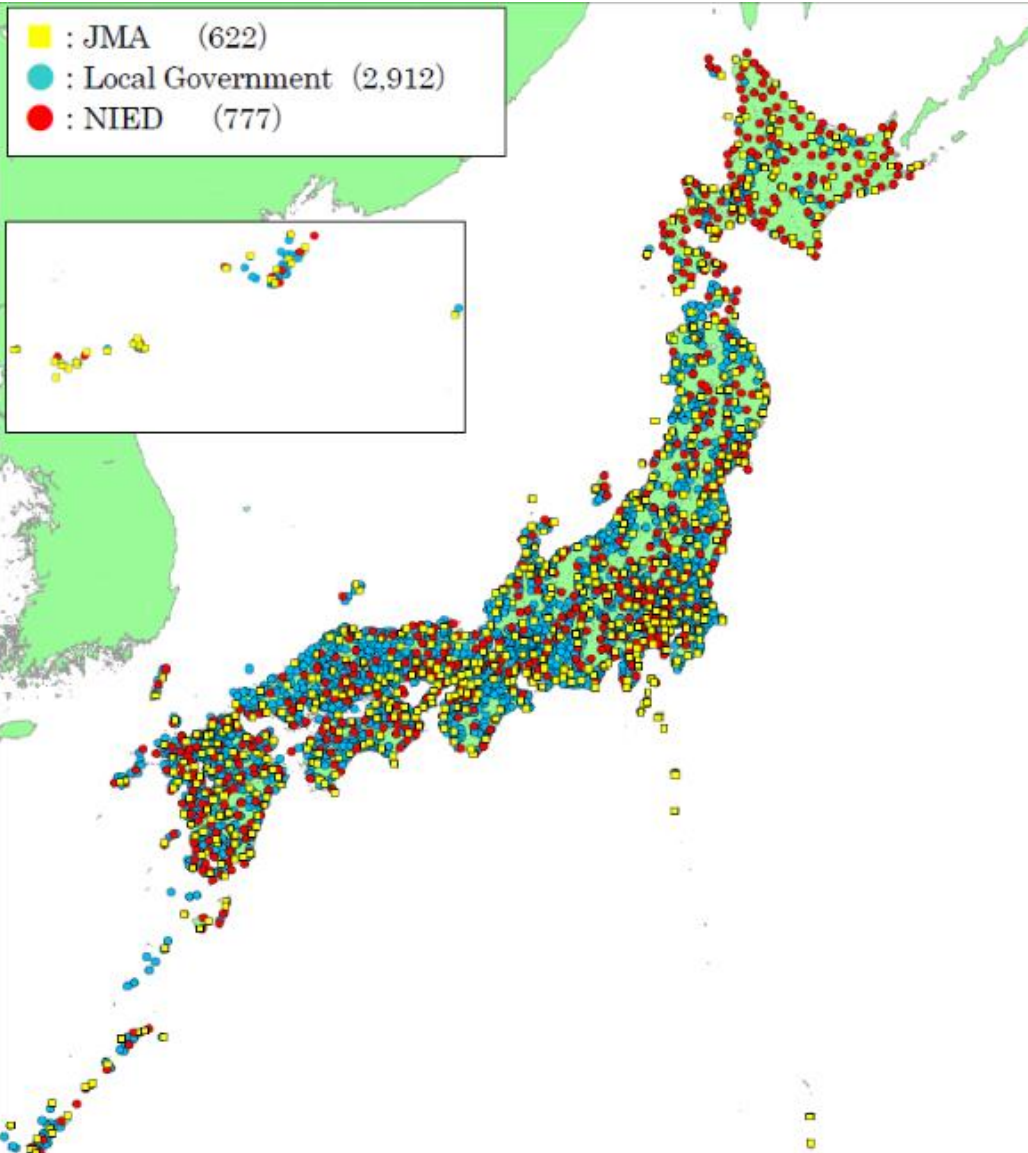 : JMA (622)
: Local Government (2,912)
: NIED (777)